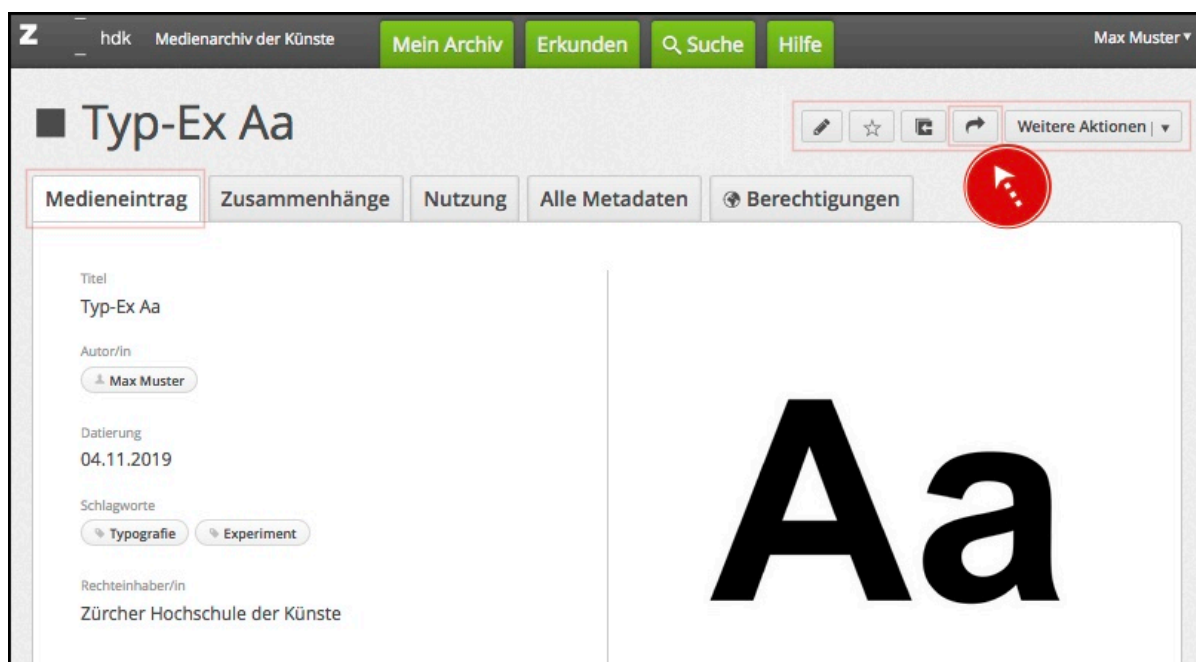 Z hdk Medienarchiv der Künste Mein Archiv Erkunden Suche Hilfe Max Muster
Typ-Ex Aa
Weitere Aktionen
Medieneintrag Zusammenhänge Nutzung Alle Metadaten Berechtigungen
Titel
Typ-Ex Aa
Autor/in
Max Muster
Datierung
04.11.2019
Schlagworte
Typografie Experiment
Rechteinhaber/in
Zürcher Hochschule der Künste
Aa